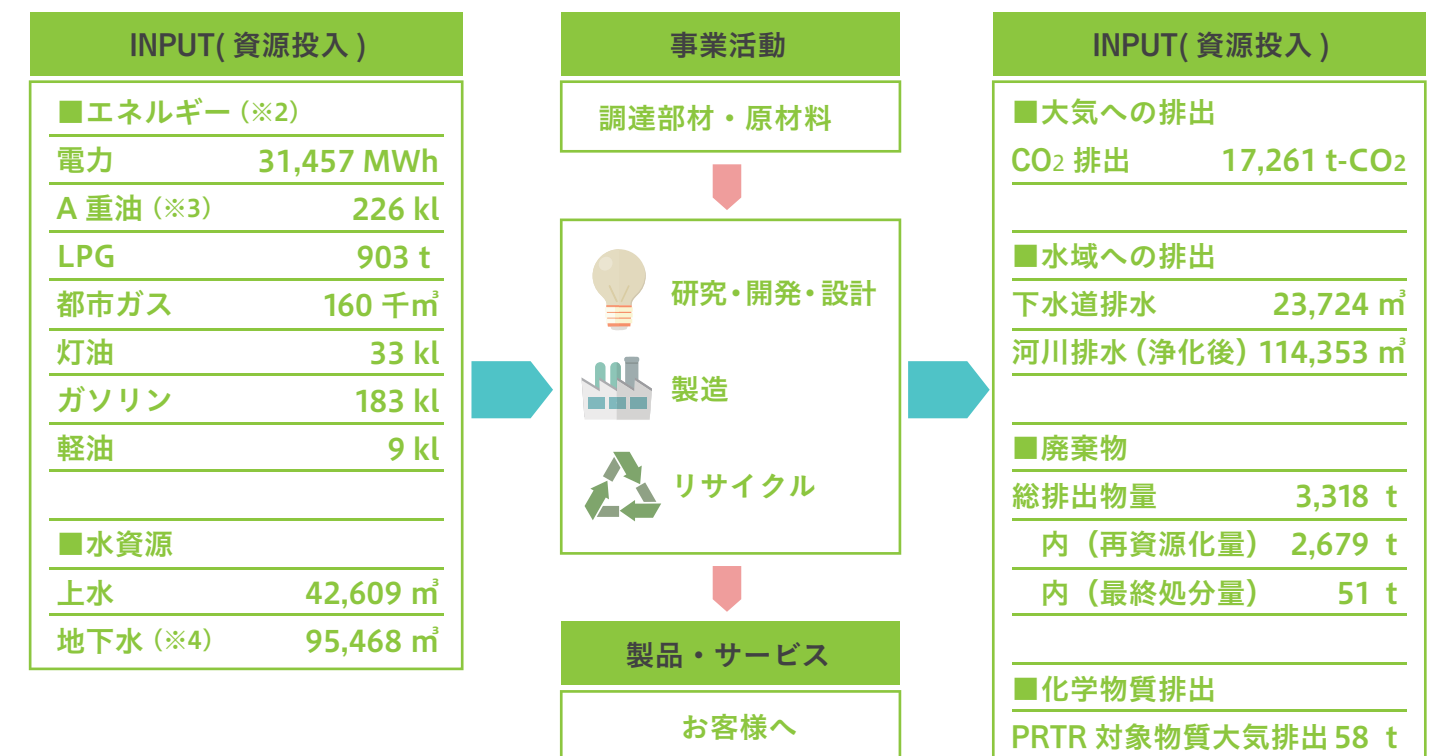 INPUT( 資源投入 )
■エネルギー (※2)
電力 31,457 MWh
A 重油 (※3) 226 kl
LPG 903 t
都市ガス 160 千㎥
灯油 33 kl
ガソリン 183 kl
軽油 9 kl
■水資源
上水 42,609 ㎥
地下水 (※4) 95,468 ㎥
事業活動
調達部材・原材料
研究・開発・設計
製造
リサイクル
製品・サービス
お客様へ
INPUT( 資源投入 )
■大気への排出
CO2 排出 17,261 t-CO2
■水域への排出
下水道排水 23,724 ㎥
河川排水 (浄化後) 114,353 ㎥
■廃棄物
総排出物量 3,318 t
内（再資源化量） 2,679 t
内（最終処分量） 51 t
■化学物質排出
PRTR 対象物質大気排出 58 t